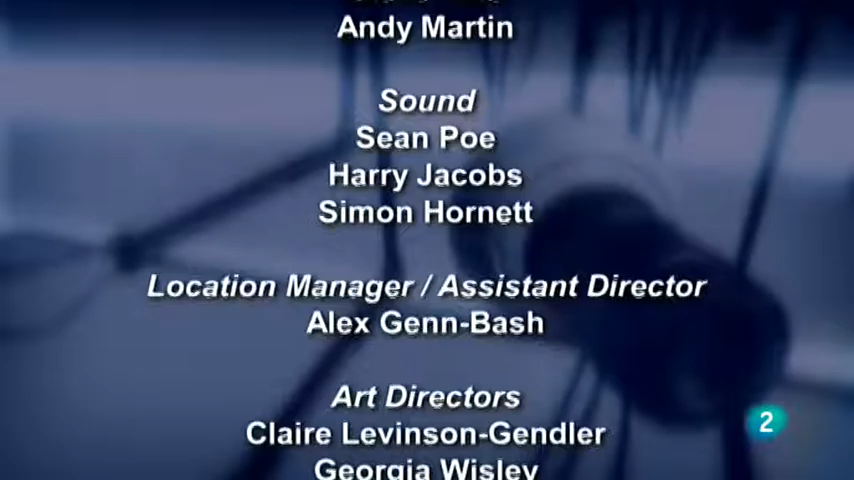 Andy Martin
Sound
Sean Poe
Harry Jacobs
Simon Hornett
Location Manager / Assistant Director
Alex Genn-Bash
Art Directors
Claire Levinson-Gendler
Georgia Wisley
2